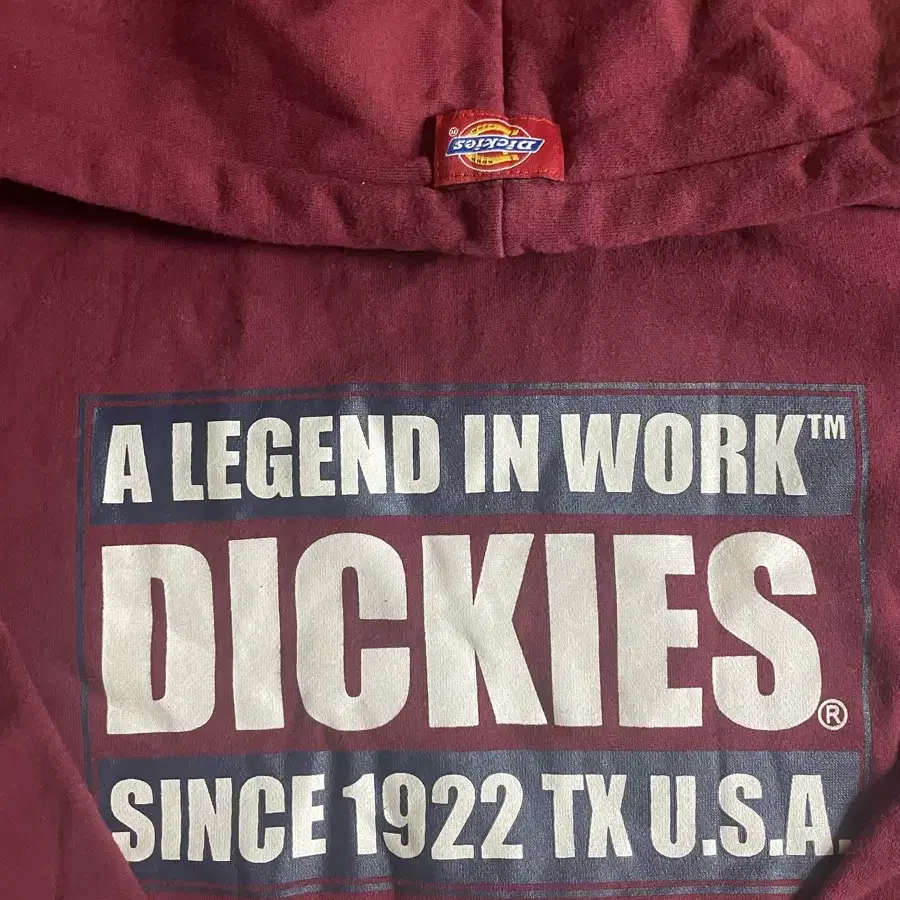 Dickies®
A LEGEND IN WORK™
DICKIES®
SINCE 1922 TX U.S.A.